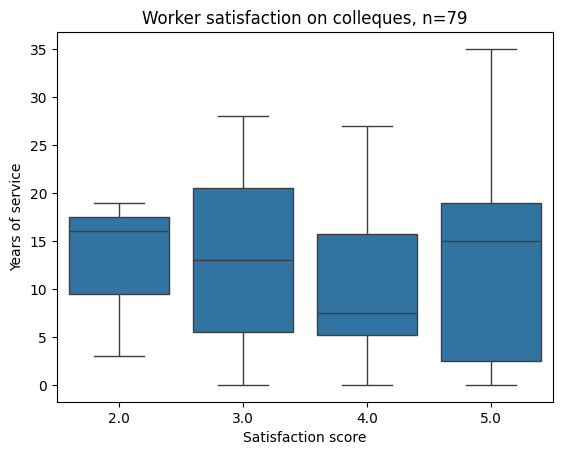 Worker satisfaction on colleques, n=79
Years of service
35
30
25
20
15
10
5
0
2.0 3.0 4.0 5.0
Satisfaction score